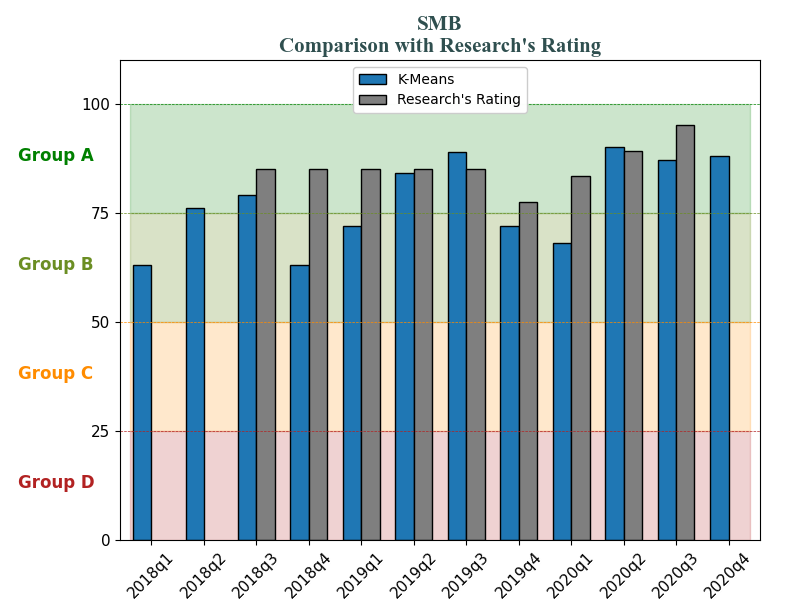 SMB
Comparison with Research's Rating
K-Means
Research's Rating
100
Group A
75
Group B
50
Group C
25
Group D
0
2018q1
2018q2
2018q3
2018q4
2019q1
2019q2
2019q3
2019q4
2020q1
2020q2
2020q3
2020q4